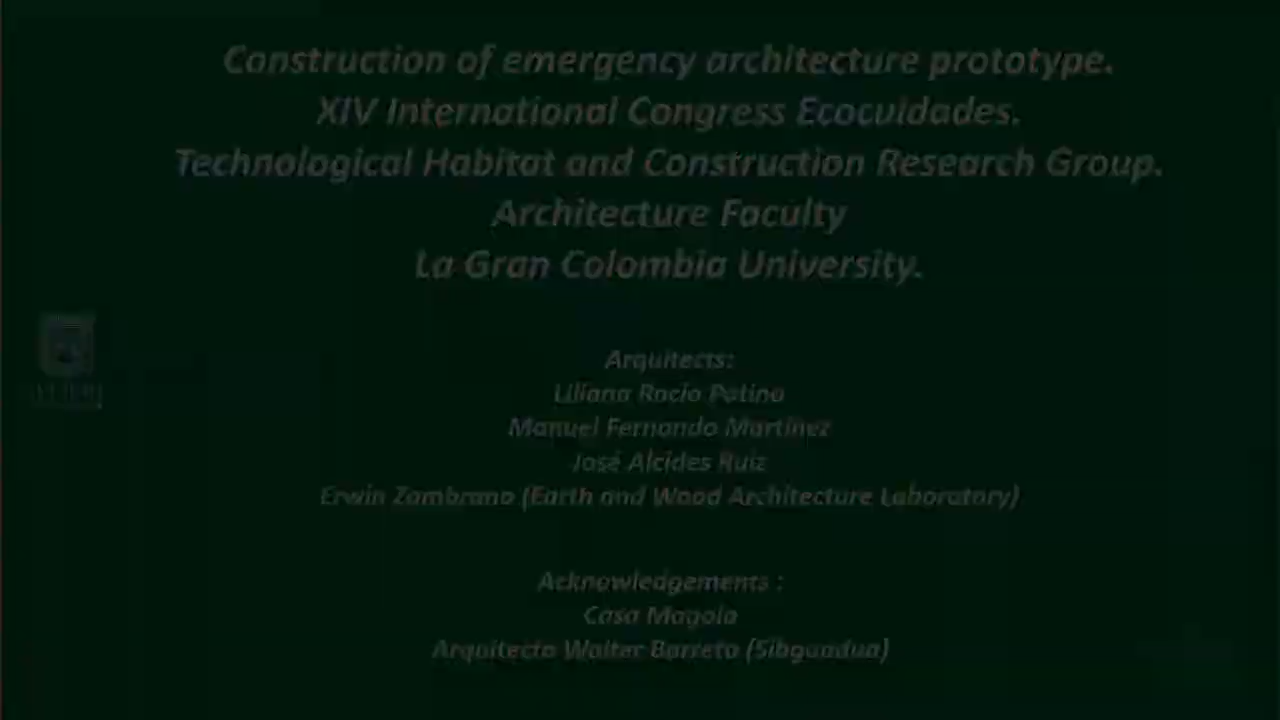 Construction of emergency architecture prototype.
XIV International Congress Ecocuidades.
Technological Habitat and Construction Research Group.
Architecture Faculty
La Gran Colombia University.
Arquitects:
Liliana Rocío Patino
Manuel Fernando Martínez
José Alcides Ruiz
Erwin Zambrano (Earth and Wood Architecture Laboratory)
Acknowledgements :
Casa Magola
Arquitecto Walter Barreto (Sibguadua)